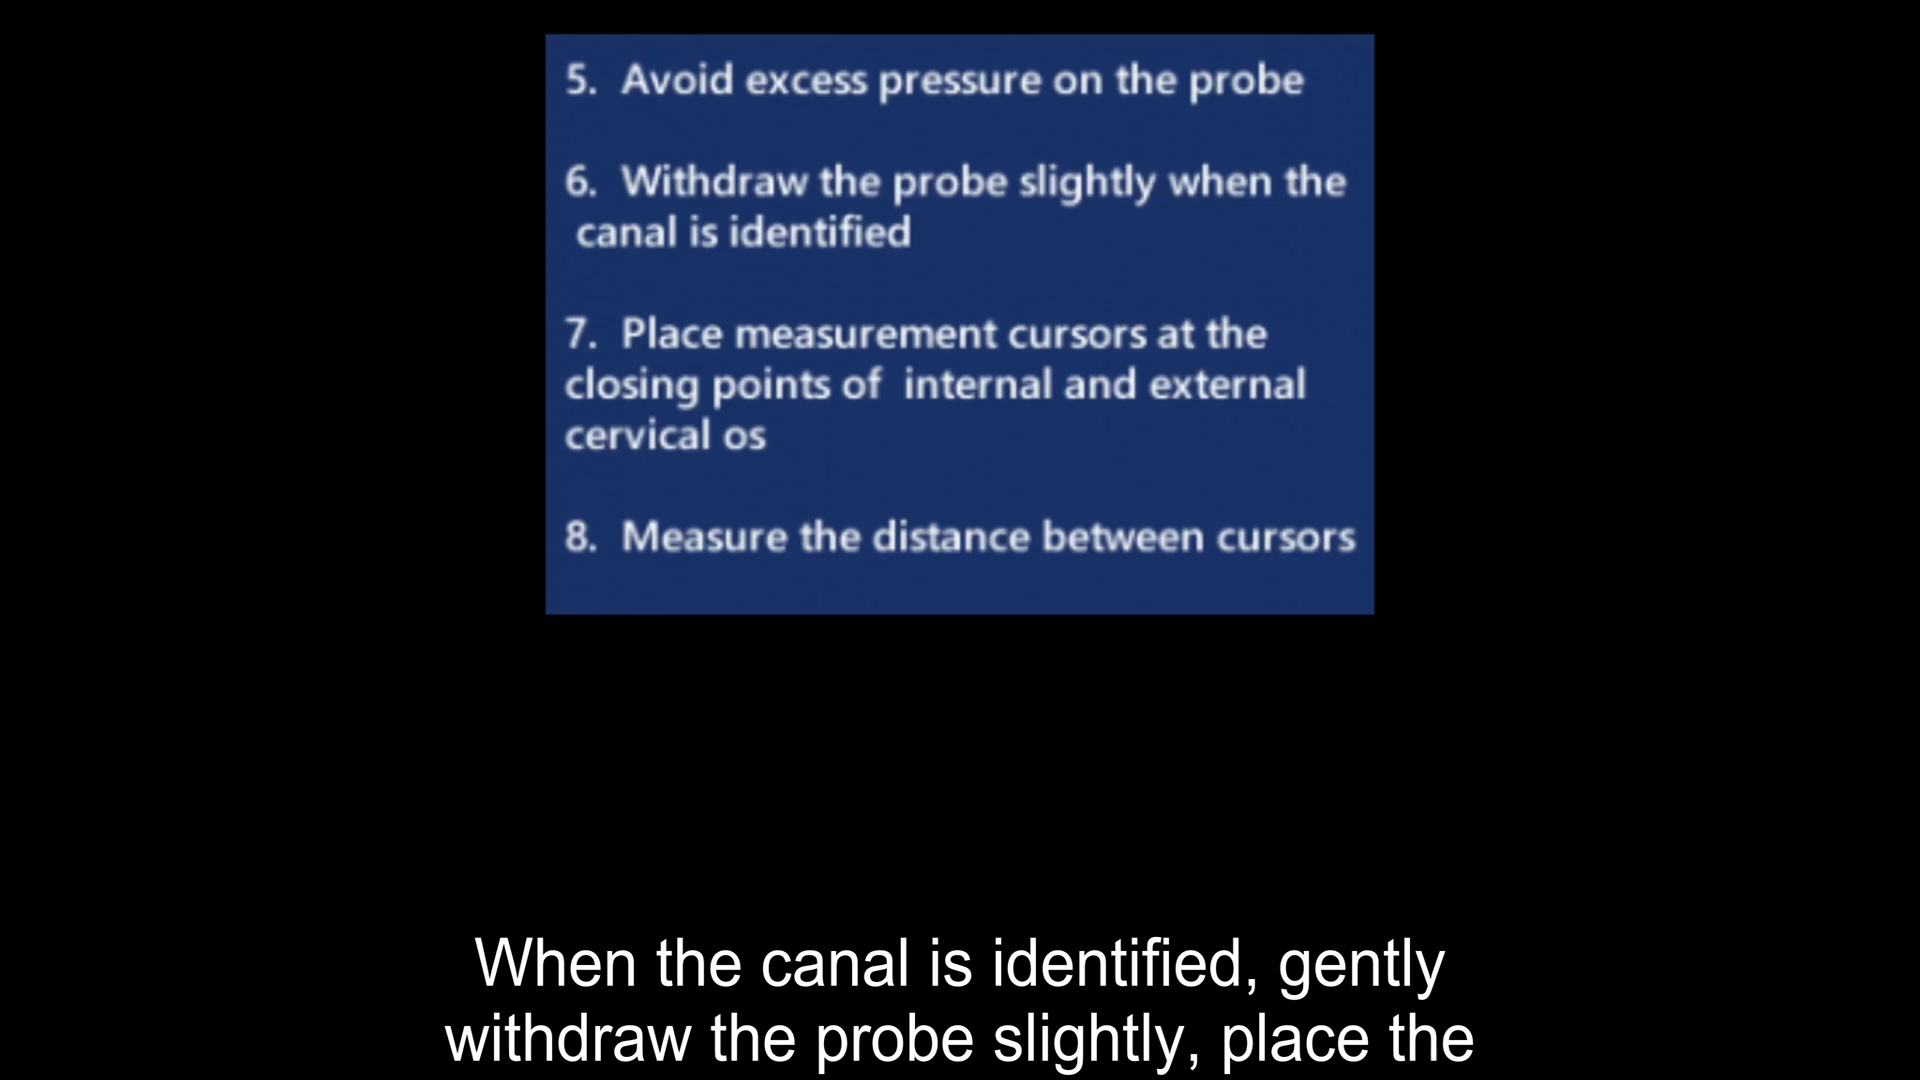 5. Avoid excess pressure on the probe
6. Withdraw the probe slightly when the
canal is identified
7. Place measurement cursors at the
closing points of internal and external
cervical os
8. Measure the distance between cursors
When the canal is identified, gently
withdraw the probe slightly, place the